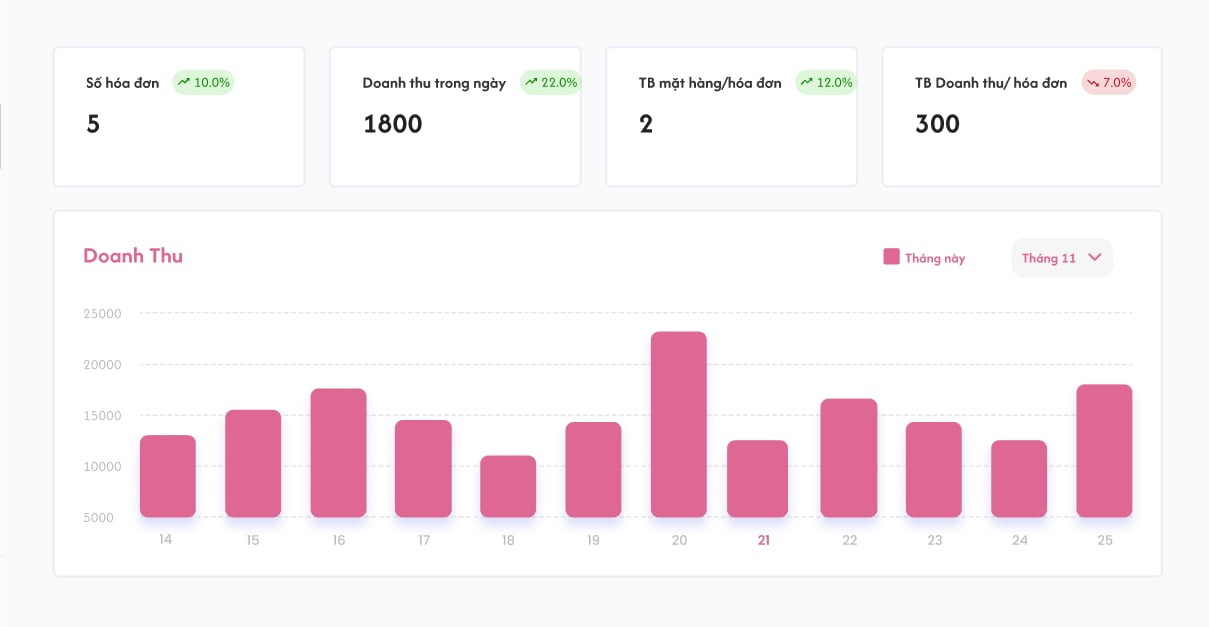 Số hóa đơn 10.0%
5
Doanh thu trong ngày 22.0%
1800
TB mặt hàng/hóa đơn 12.0%
2
TB Doanh thu/ hóa đơn 7.0%
300
Doanh Thu
Tháng này
Tháng 11
25000
20000
15000
10000
5000
14 15 16 17 18 19 20 21 22 23 24 25